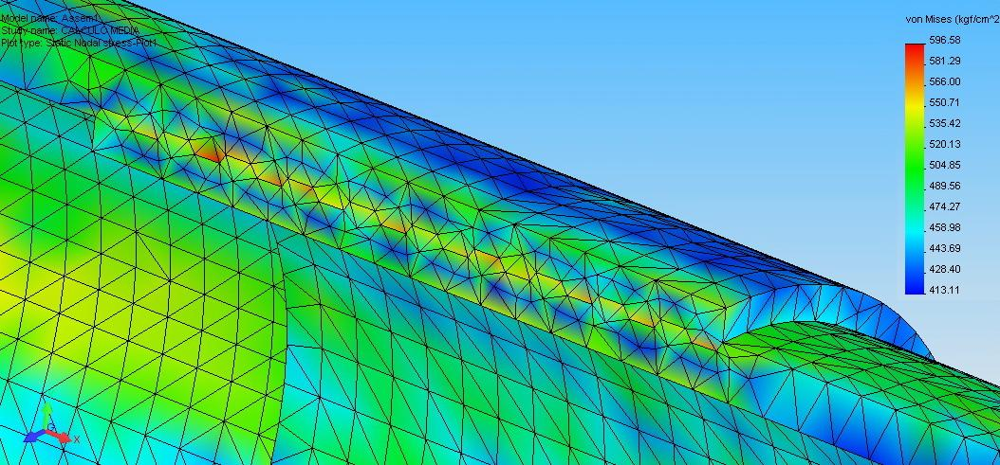 Model name: Assem1
Study name: CALCULO MEDIA
Plot type: Static Nodal stress-Plot1
von Mises (kgf/cm^2
596.58
581.29
566.00
550.71
535.42
520.13
504.85
489.56
474.27
458.98
443.69
428.40
413.11
x